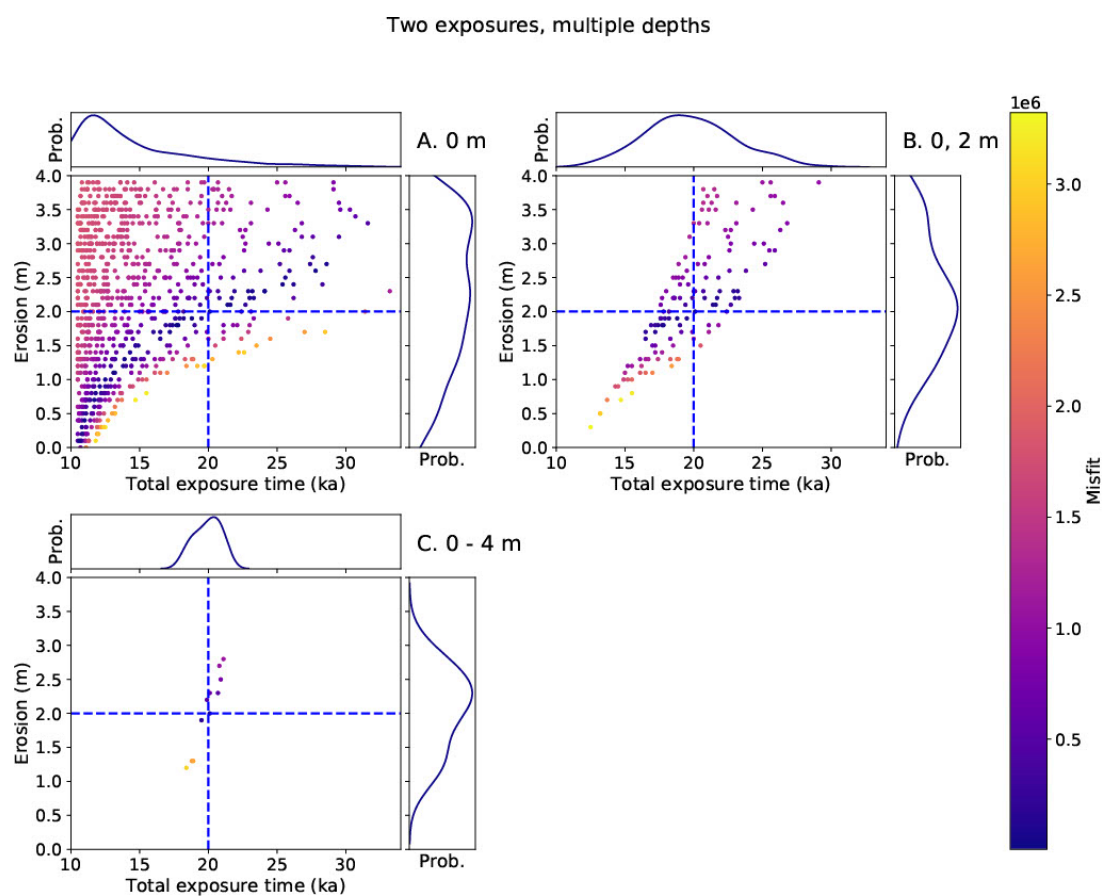 Two exposures, multiple depths
Prob.
A. 0 m
Erosion (m)
4.0
3.5
3.0
2.5
2.0
1.5
1.0
0.5
0.0
10 15 20 25 30
Total exposure time (ka)
Prob.
Prob.
B. 0, 2 m
Erosion (m)
4.0
3.5
3.0
2.5
2.0
1.5
1.0
0.5
0.0
10 15 20 25 30
Total exposure time (ka)
Prob.
Prob.
C. 0 - 4 m
Erosion (m)
4.0
3.5
3.0
2.5
2.0
1.5
1.0
0.5
0.0
10 15 20 25 30
Total exposure time (ka)
Prob.
1e6
3.0
2.5
2.0
1.5
1.0
0.5
Misfit